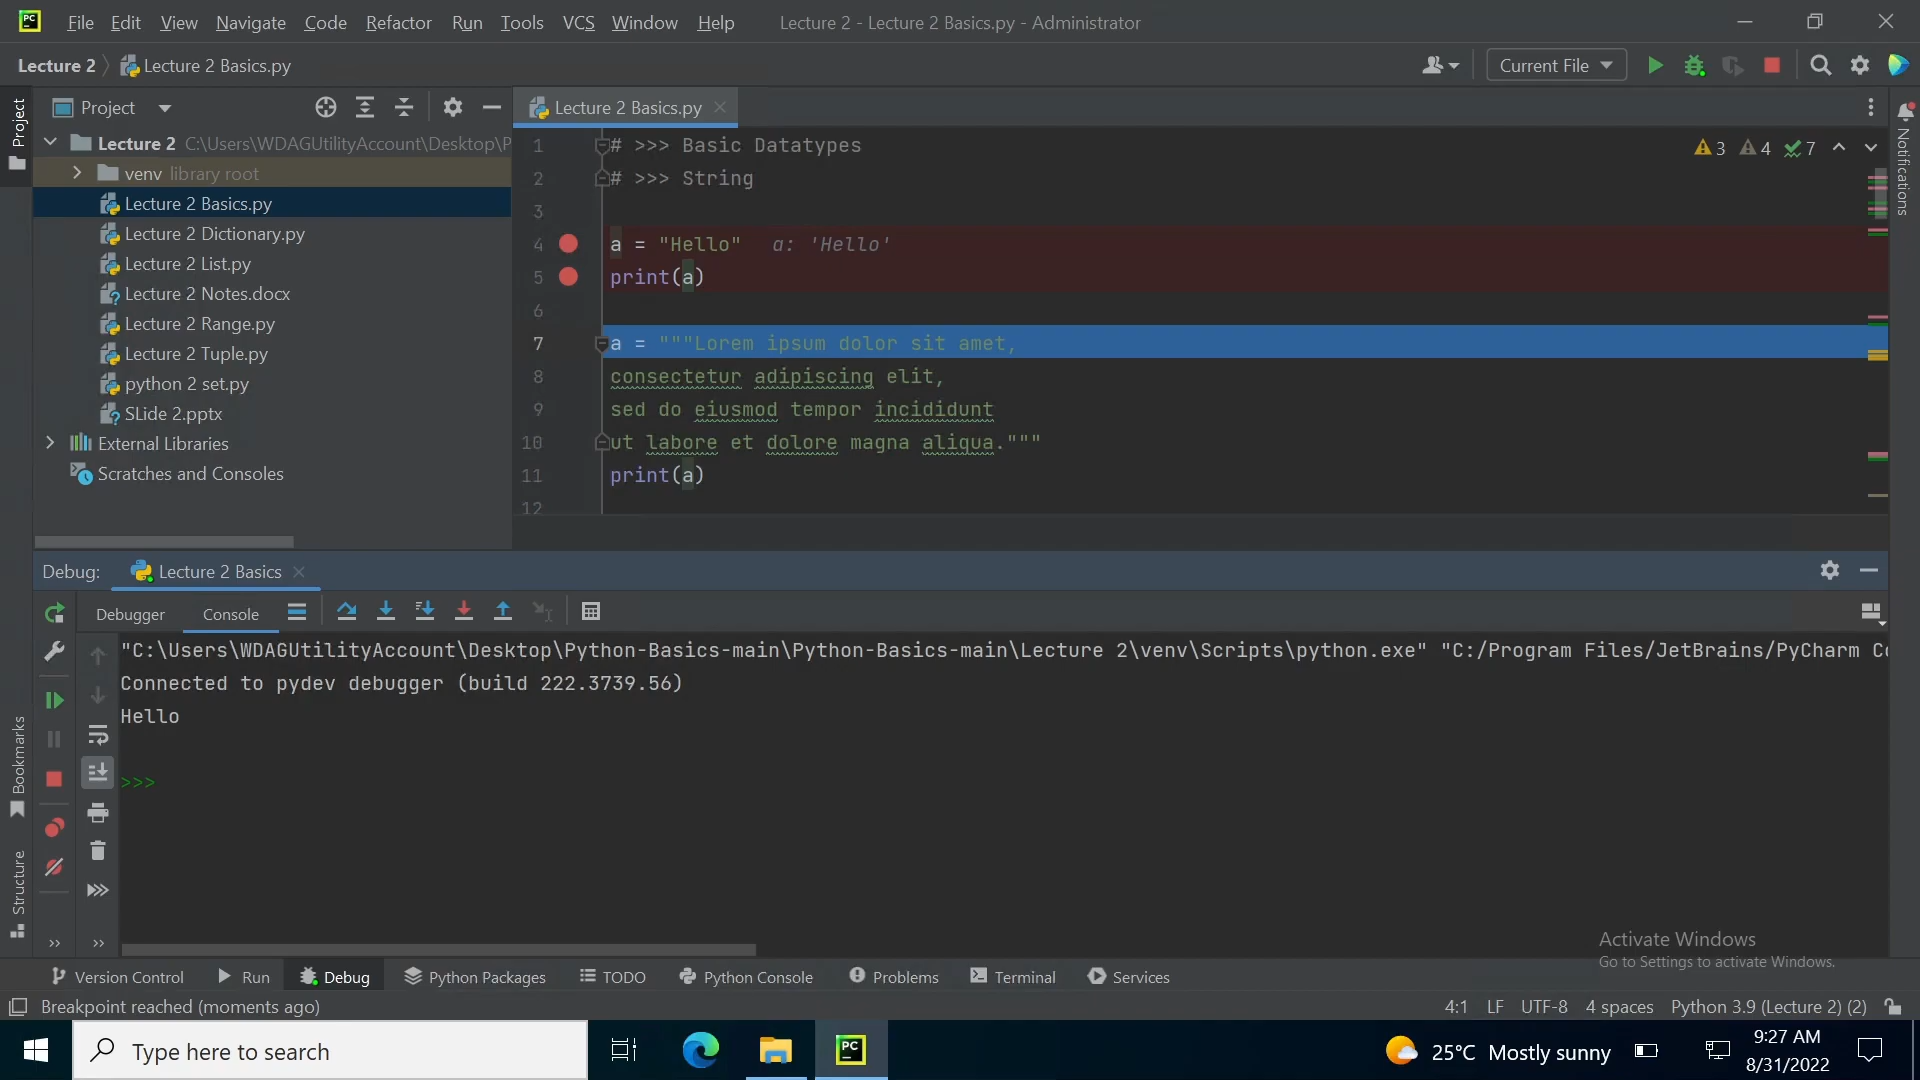 PC File Edit View Navigate Code Refactor Run Tools VCS Window Help Lecture 2 - Lecture 2 Basics.py - Administrator
Lecture 2 Lecture 2 Basics.py
Current File
Project
Project
Lecture 2 C:\Users\WDAGUtilityAccount\Desktop\P
venv library root
Lecture 2 Basics.py
Lecture 2 Dictionary.py
Lecture 2 List.py
Lecture 2 Notes.docx
Lecture 2 Range.py
Lecture 2 Tuple.py
python 2 set.py
SLide 2.pptx
External Libraries
Scratches and Consoles
Lecture 2 Basics.py
3 4 7
Notifications
1 # >>> Basic Datatypes
2 # >>> String
3
4 a = "Hello" a: 'Hello'
5 print(a)
6
7 a = """Lorem ipsum dolor sit amet,
8 consectetur adipiscing elit,
9 sed do eiusmod tempor incididunt
10 ut labore et dolore magna aliqua."""
11 print(a)
12
Debug: Lecture 2 Basics
Debugger Console
"C:\Users\WDAGUtilityAccount\Desktop\Python-Basics-main\Python-Basics-main\Lecture 2\venv\Scripts\python.exe" "C:/Program Files/JetBrains/PyCharm Co
Connected to pydev debugger (build 222.3739.56)
Hello
>>>
Bookmarks
Structure
Activate Windows
Go to Settings to activate Windows.
Version Control Run Debug Python Packages TODO Python Console Problems Terminal Services
Breakpoint reached (moments ago) 4:1 LF UTF-8 4 spaces Python 3.9 (Lecture 2) (2)
Type here to search
PC
25°C Mostly sunny
9:27 AM
8/31/2022